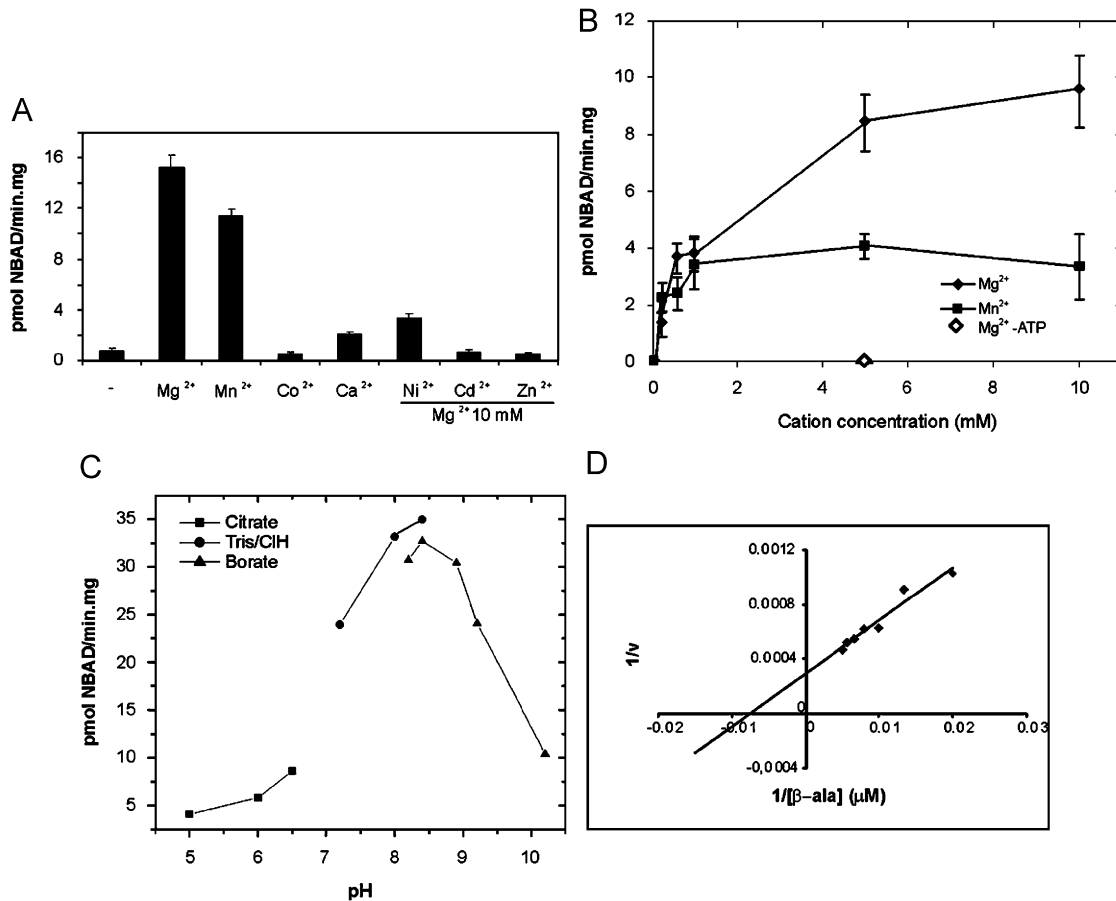 A
pmol NBAD/min.mg
16
12
8
4
0
- Mg 2+ Mn 2+ Co 2+ Ca 2+ Ni 2+ Cd 2+ Zn 2+
Mg 2+ 10 mM
B
pmol NBAD/min.mg
12
10
8
6
4
2
0
0 2 4 6 8 10
Cation concentration (mM)
Mg2+
Mn2+
Mg2+ -ATP
C
pmol NBAD/min.mg
35
30
25
20
15
10
5
5 6 7 8 9 10
pH
Citrate
Tris/ClH
Borate
D
1/v
0.0012
0.0008
0.0004
0
-0,0004
-0.02 -0.01 0 0.01 0.02 0.03
1/[β-ala] (μM)